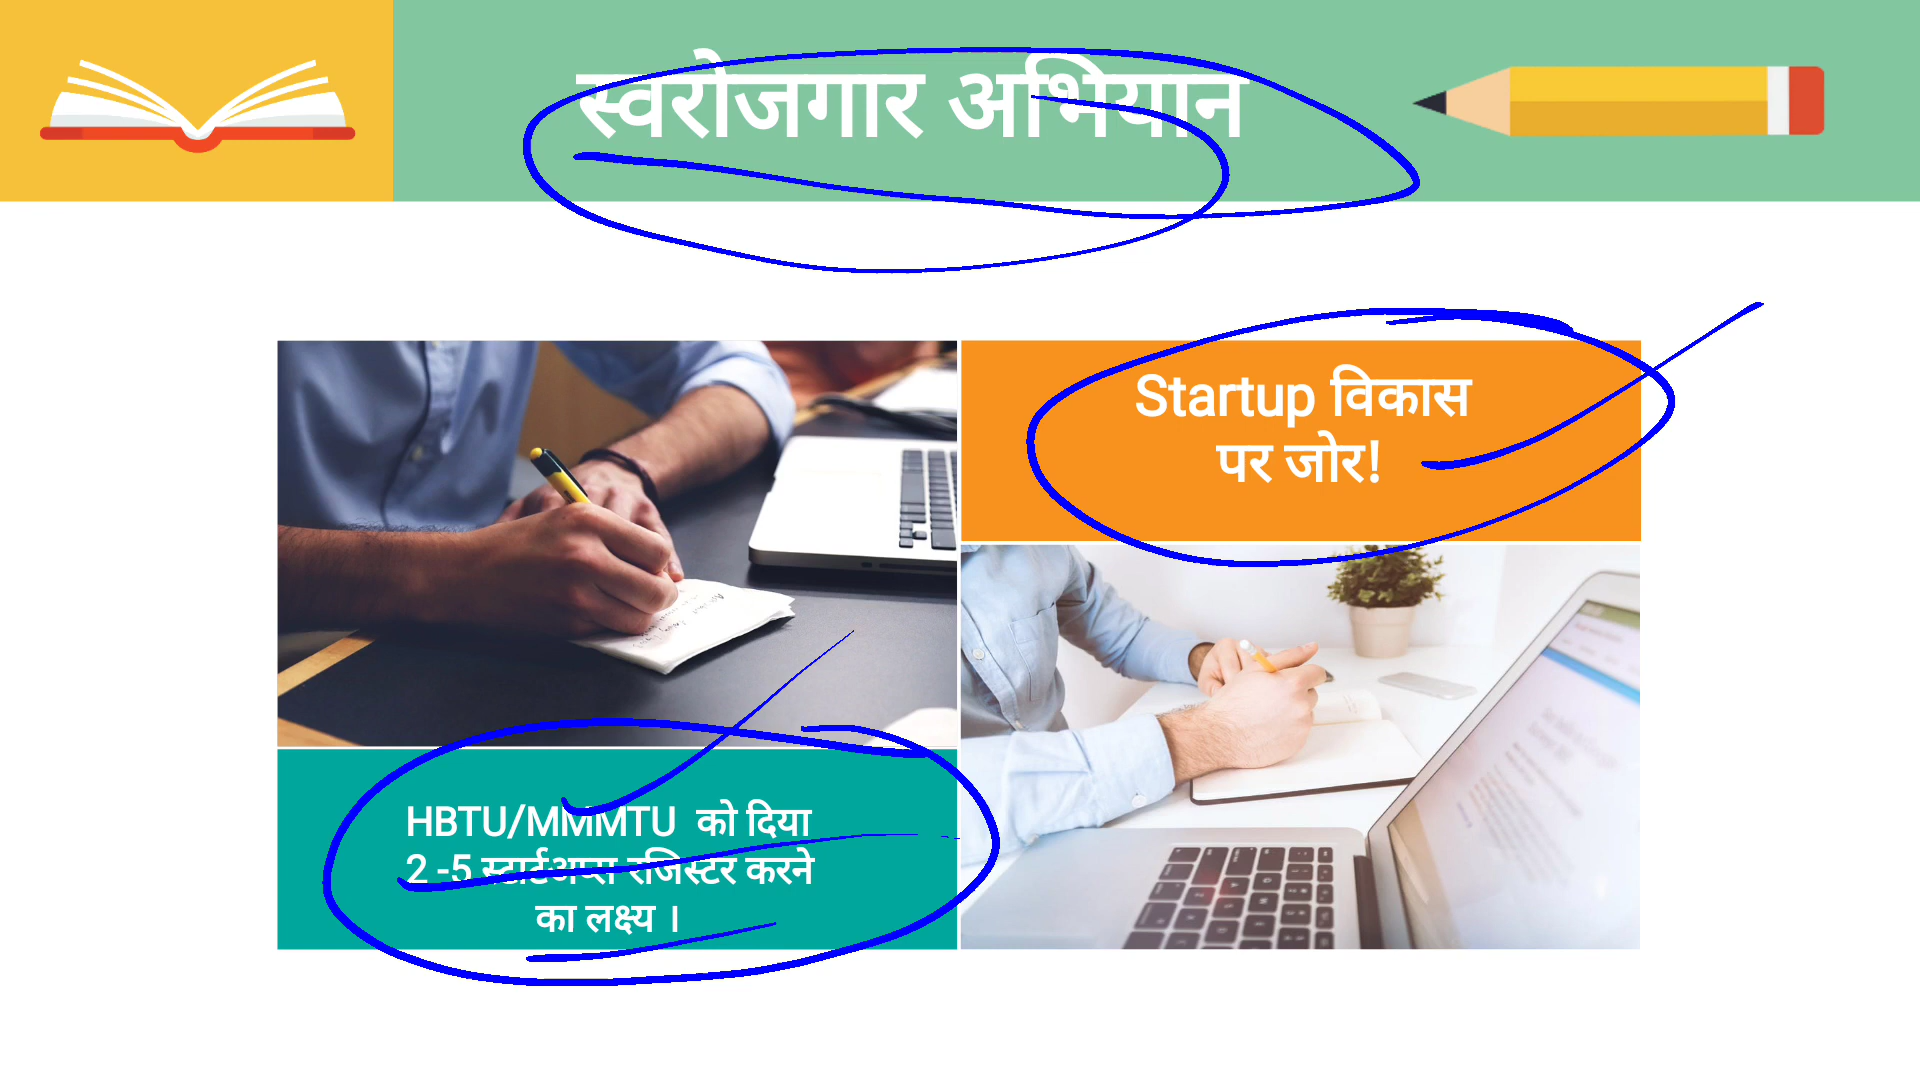 स्वरोजगार अभियान
Startup विकास
पर जोर!
HBTU/MMMTU को दिया
2 -5 स्टार्टअप्स रजिस्टर करने
का लक्ष्य ।